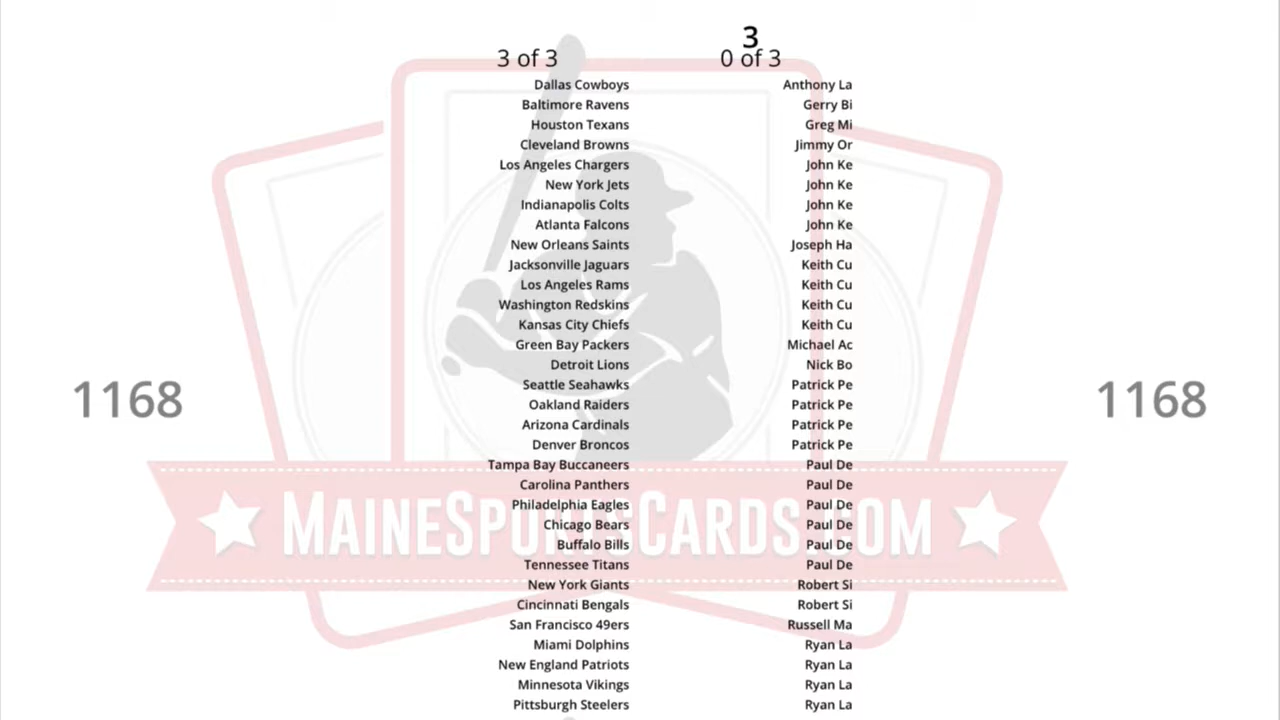 3
3 of 3 0 of 3
Dallas Cowboys Anthony La
Baltimore Ravens Gerry Bi
Houston Texans Greg Mi
Cleveland Browns Jimmy Or
Los Angeles Chargers John Ke
New York Jets John Ke
Indianapolis Colts John Ke
Atlanta Falcons John Ke
New Orleans Saints Joseph Ha
Jacksonville Jaguars Keith Cu
Los Angeles Rams Keith Cu
Washington Redskins Keith Cu
Kansas City Chiefs Keith Cu
Green Bay Packers Michael Ac
Detroit Lions Nick Bo
Seattle Seahawks Patrick Pe
1168 1168
Oakland Raiders Patrick Pe
Arizona Cardinals Patrick Pe
Denver Broncos Patrick Pe
Tampa Bay Buccaneers Paul De
Carolina Panthers Paul De
Philadelphia Eagles Paul De
MAINESPORTSCARDS.COM
Chicago Bears Paul De
Buffalo Bills Paul De
Tennessee Titans Paul De
New York Giants Robert Si
Cincinnati Bengals Robert Si
San Francisco 49ers Russell Ma
Miami Dolphins Ryan La
New England Patriots Ryan La
Minnesota Vikings Ryan La
Pittsburgh Steelers Ryan La